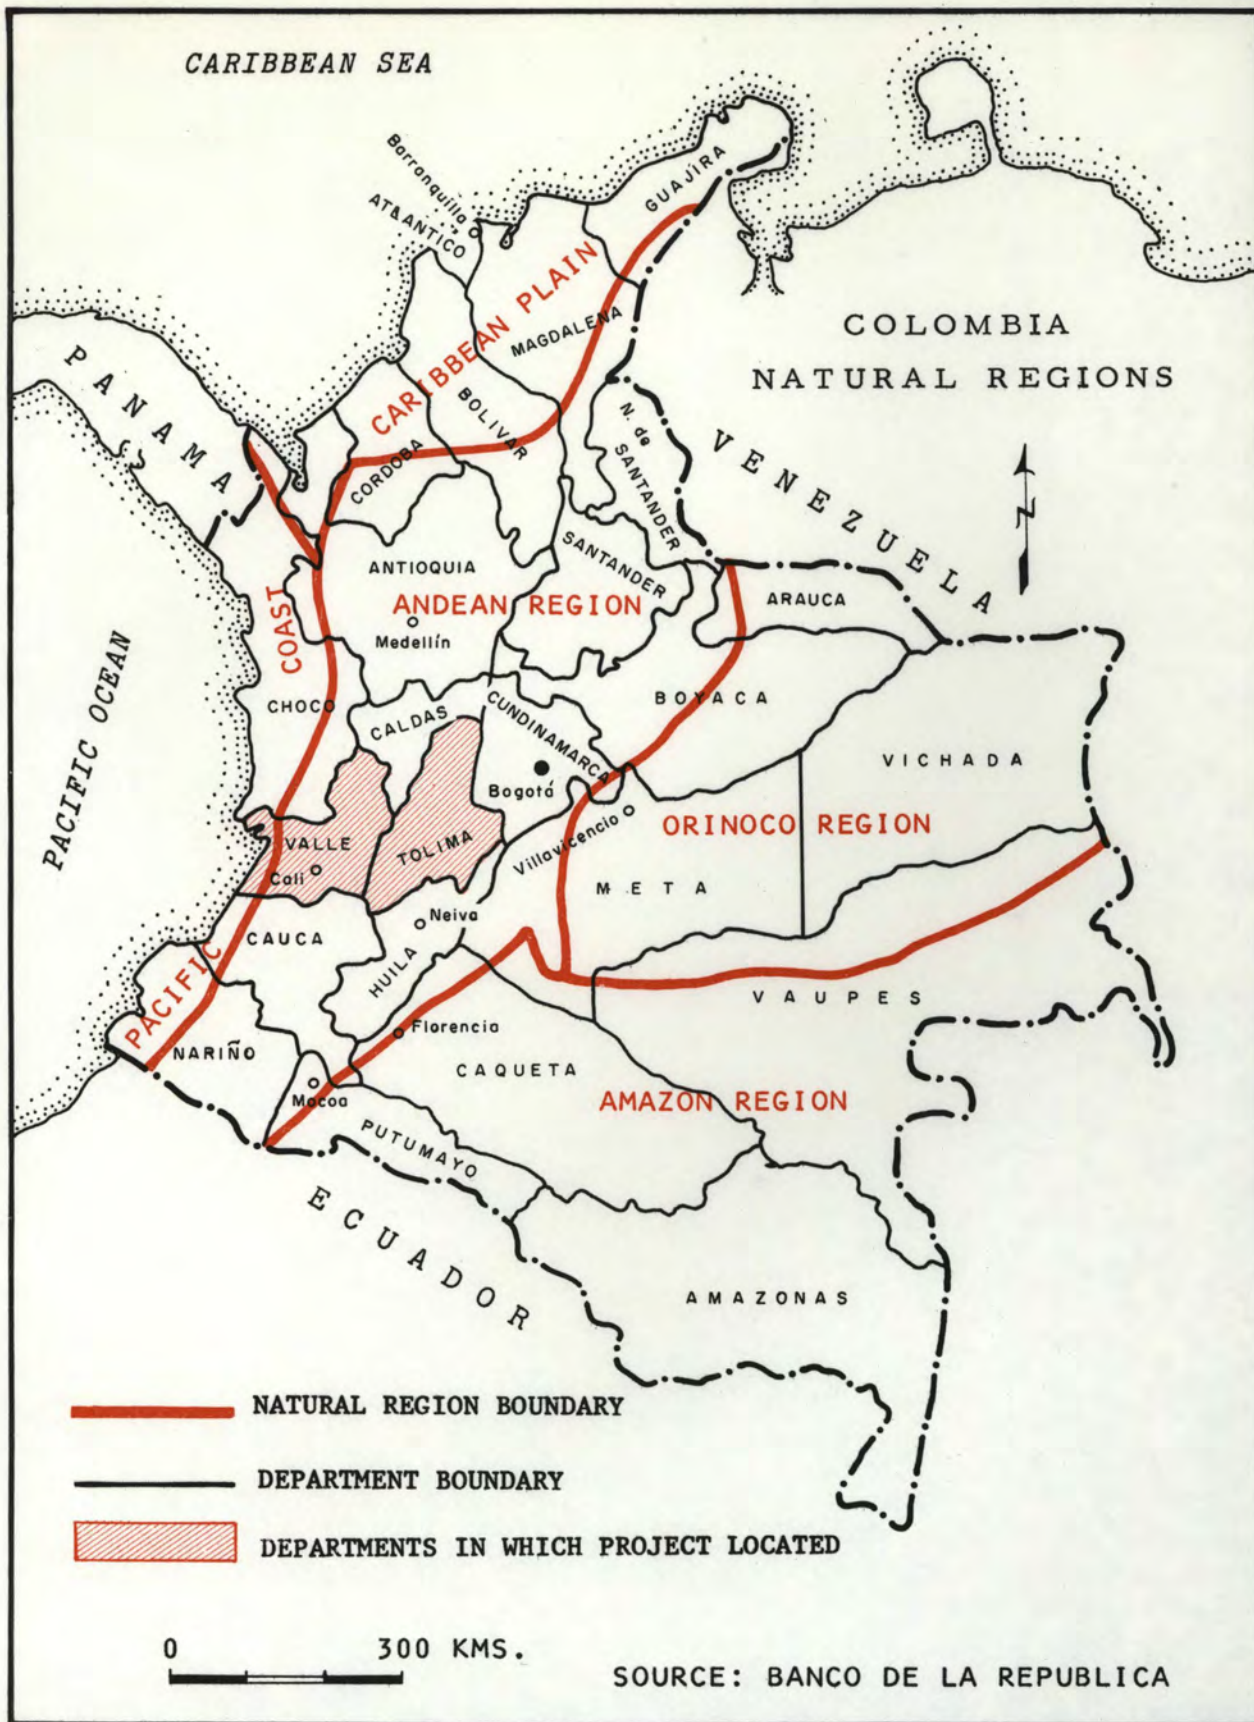 CARIBBEAN SEA
Barranquilla
ATLANTICO
GUAJIRA
CARIBBEAN PLAIN
MAGDALENA
COLOMBIA
NATURAL REGIONS
PANAMA
BOLIVAR
CORDOBA
N. de
SANTANDER
VENEZUELA
N
SANTANDER
ANTIOQUIA
ANDEAN REGION
Medellín
ARAUCA
PACIFIC OCEAN
PACIFIC COAST
CHOCO
BOYACA
CALDAS
CUNDINAMARCA
Bogotá
VICHADA
VALLE
Cali
TOLIMA
Villavicencio
ORINOCO REGION
META
Neiva
CAUCA
HUILA
VAUPES
Florencia
NARIÑO
CAQUETA
Mocoa
AMAZON REGION
PUTUMAYO
ECUADOR
AMAZONAS
NATURAL REGION BOUNDARY
DEPARTMENT BOUNDARY
DEPARTMENTS IN WHICH PROJECT LOCATED
0 300 KMS.
SOURCE: BANCO DE LA REPUBLICA